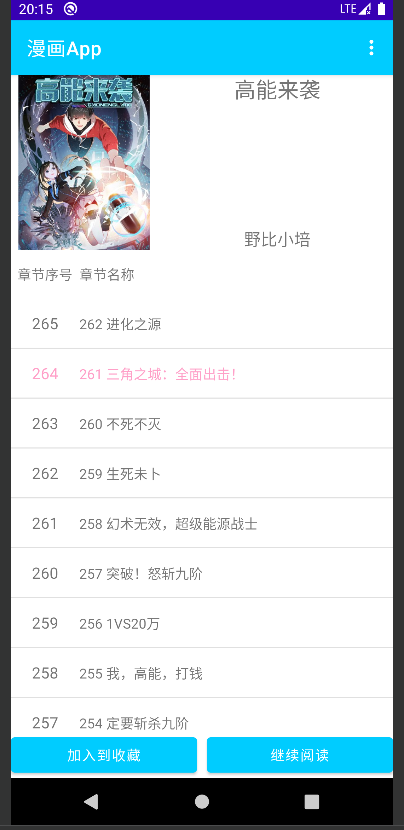 20:15 LTE
漫画App
高能来袭
高能来袭
野比小培
章节序号 章节名称
265 262 进化之源
264 261 三角之城：全面出击！
263 260 不死不灭
262 259 生死未卜
261 258 幻术无效，超级能源战士
260 257 突破！怒斩九阶
259 256 1VS20万
258 255 我，高能，打钱
257 254 定要斩杀九阶
加入到收藏 继续阅读